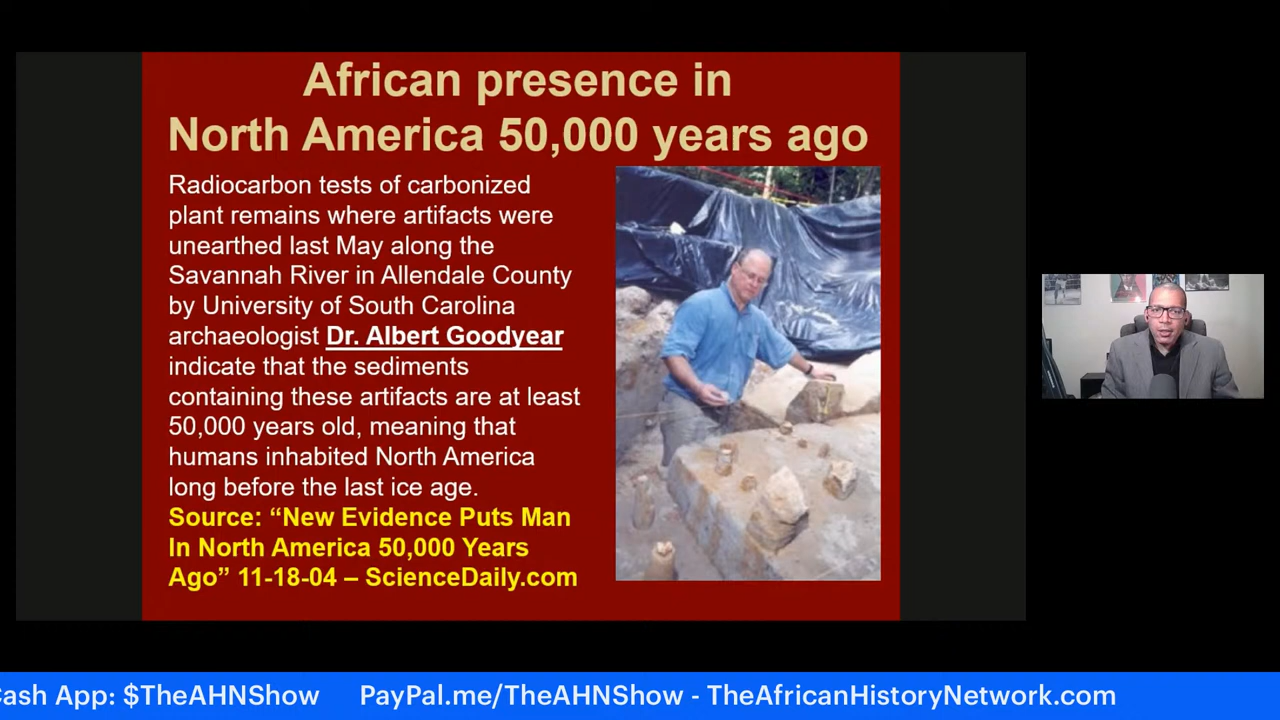 African presence in
North America 50,000 years ago
Radiocarbon tests of carbonized
plant remains where artifacts were
unearthed last May along the
Savannah River in Allendale County
by University of South Carolina
archaeologist Dr. Albert Goodyear
indicate that the sediments
containing these artifacts are at least
50,000 years old, meaning that
humans inhabited North America
long before the last ice age.
Source: “New Evidence Puts Man
In North America 50,000 Years
Ago” 11-18-04 – ScienceDaily.com
Cash App: $TheAHNShow PayPal.me/TheAHNShow - TheAfricanHistoryNetwork.com